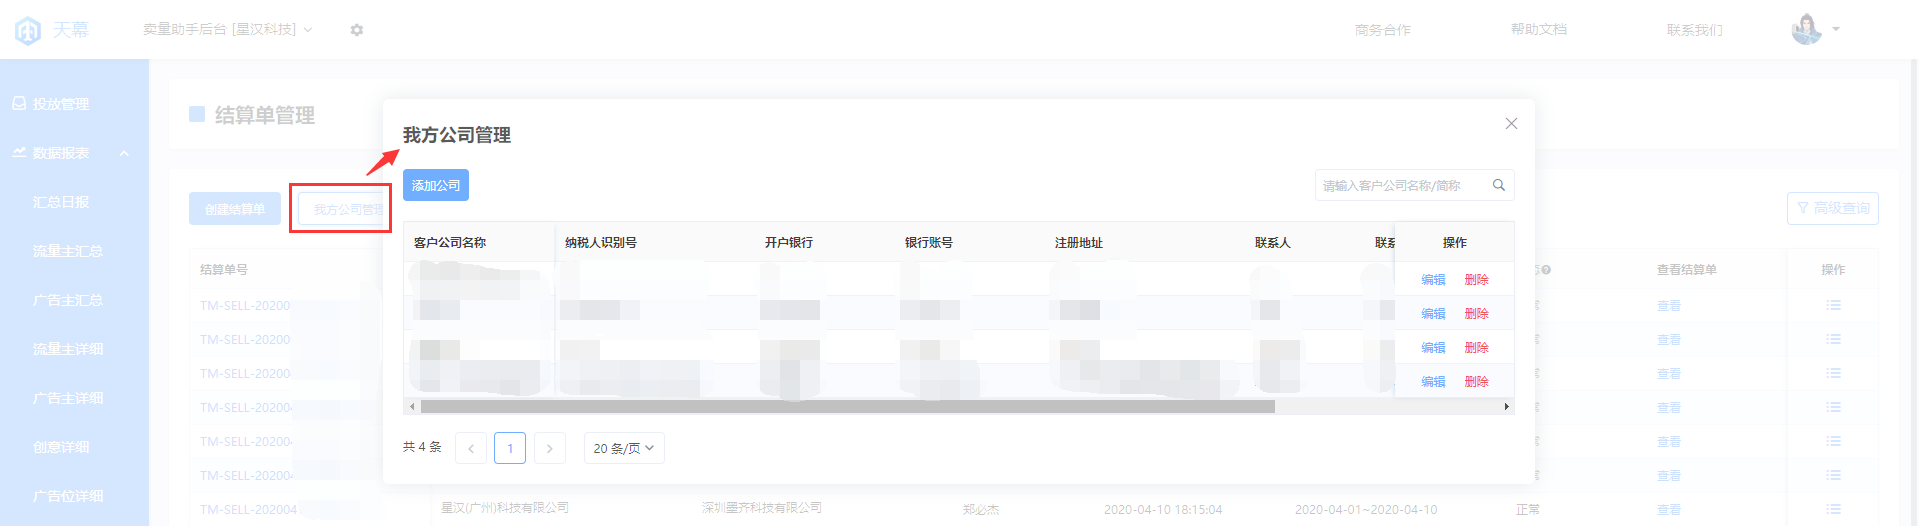 天幕
卖量助手后台 [星汉科技]
商务合作
帮助文档
联系我们
投放管理
数据报表
汇总日报
流量主汇总
广告主汇总
流量主详细
广告主详细
创意详细
广告位详细
结算单管理
创建结算单
我方公司管理
高级查询
结算单号
查看结算单
操作
TM-SELL-20200
查看
TM-SELL-20200
查看
TM-SELL-20200
查看
TM-SELL-202004
查看
TM-SELL-202004
查看
TM-SELL-202004
查看
TM-SELL-202004
星汉(广州)科技有限公司
深圳墨齐科技有限公司
郑必杰
2020-04-10 18:15:04
2020-04-01~2020-04-10
正常
查看
我方公司管理
添加公司
请输入客户公司名称/简称
客户公司名称 纳税人识别号 开户银行 银行账号 注册地址 联系人 联系 操作
编辑 删除
编辑 删除
编辑 删除
编辑 删除
共 4 条
1
20 条/页